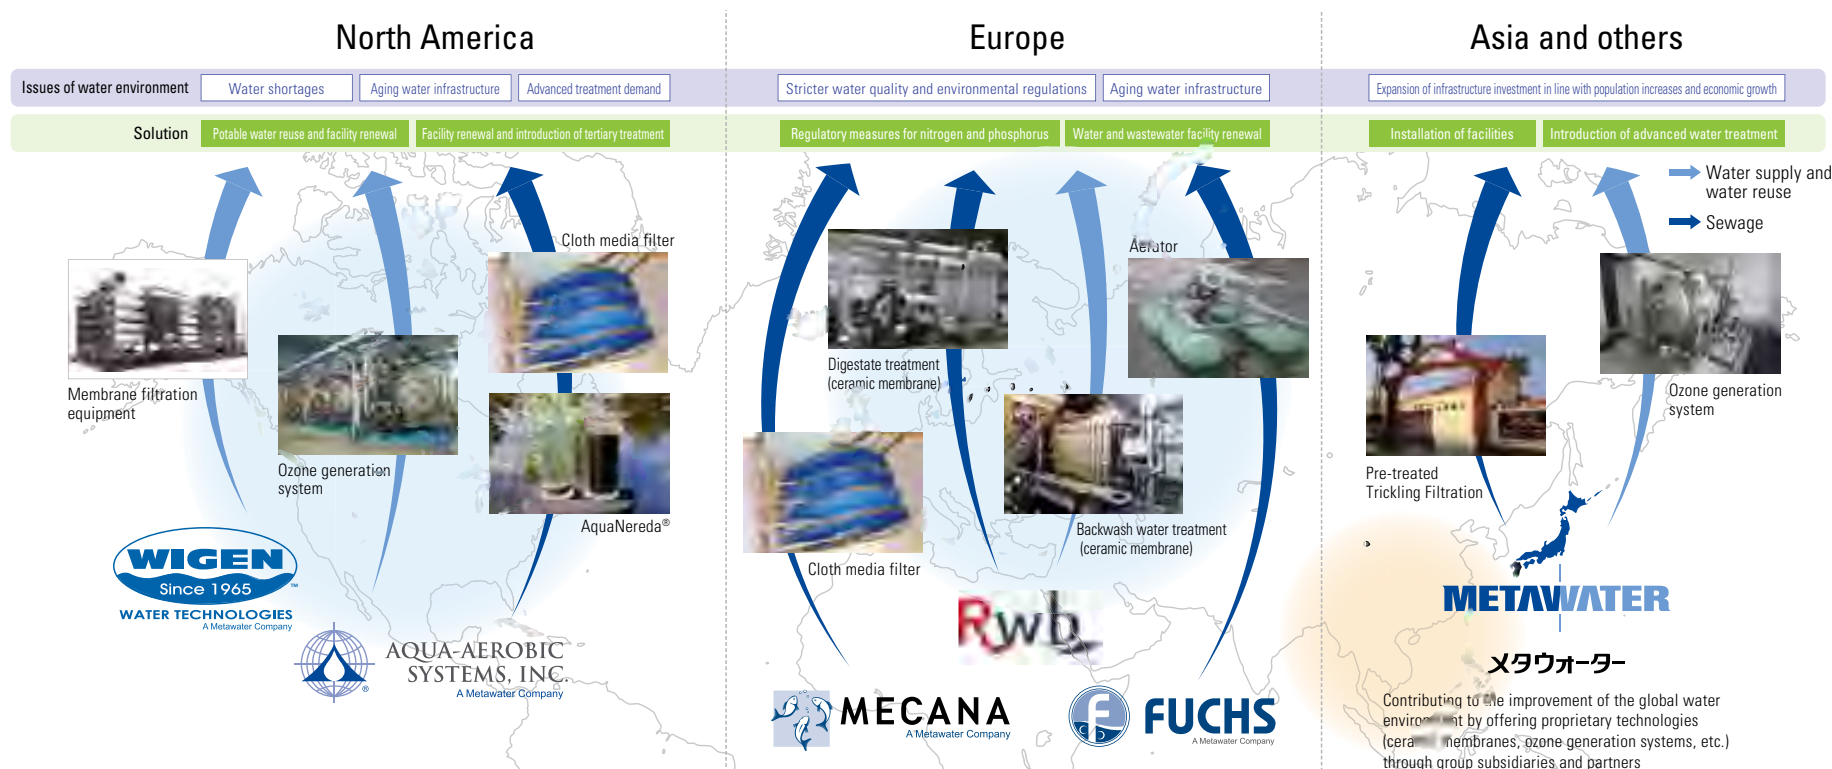 North America
Europe
Asia and others
Issues of water environment
Water shortages
Aging water infrastructure
Advanced treatment demand
Stricter water quality and environmental regulations
Aging water infrastructure
Expansion of infrastructure investment in line with population increases and economic growth
Solution
Potable water reuse and facility renewal
Facility renewal and introduction of tertiary treatment
Regulatory measures for nitrogen and phosphorus
Water and wastewater facility renewal
Installation of facilities
Introduction of advanced water treatment
Water supply and
water reuse
Sewage
Cloth media filter
Membrane filtration
equipment
Ozone generation
system
AquaNereda®
WIGEN
Since 1965
™
WATER TECHNOLOGIES
A Metawater Company
AQUA-AEROBIC
SYSTEMS, INC.
®
A Metawater Company
Aerator
Digestate treatment
(ceramic membrane)
Backwash water treatment
(ceramic membrane)
Cloth media filter
Rwb
MECANA
A Metawater Company
F
FUCHS
A Metawater Company
Ozone generation
system
Pre-treated
Trickling Filtration
METAWATER
メタウォーター
Contributing to the improvement of the global water
environment by offering proprietary technologies
(ceramic membranes, ozone generation systems, etc.)
through group subsidiaries and partners